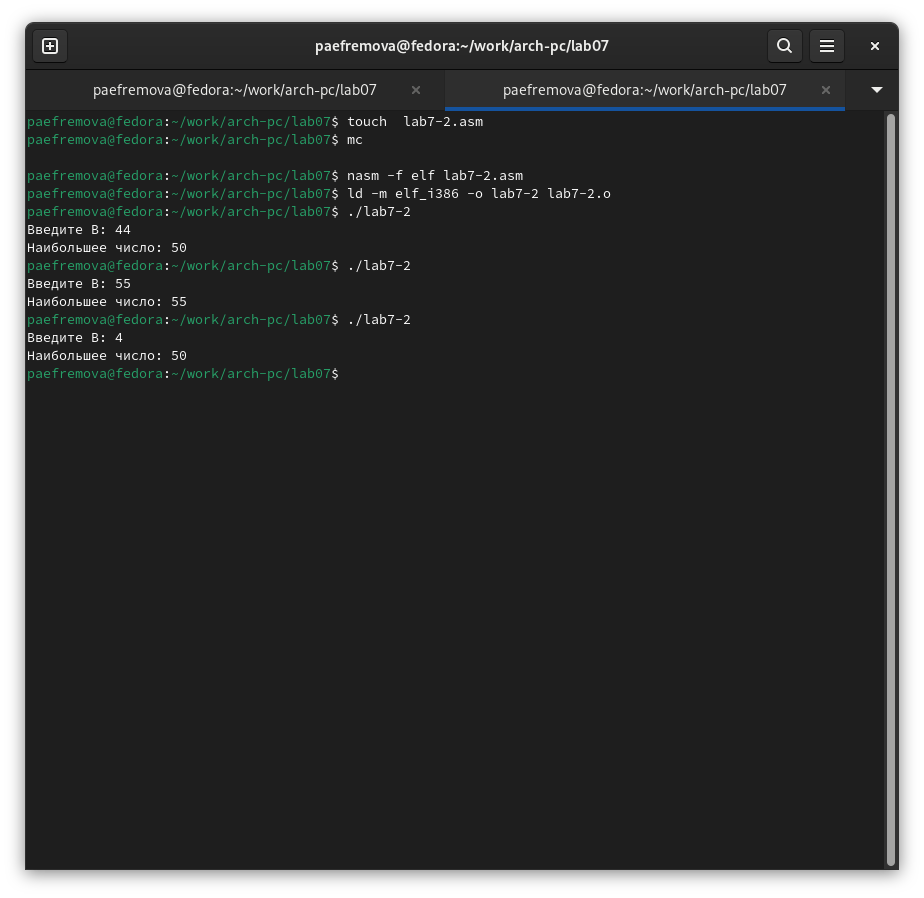 paefremova@fedora:~/work/arch-pc/lab07
paefremova@fedora:~/work/arch-pc/lab07
paefremova@fedora:~/work/arch-pc/lab07
paefremova@fedora:~/work/arch-pc/lab07$ touch  lab7-2.asm
paefremova@fedora:~/work/arch-pc/lab07$ mc
paefremova@fedora:~/work/arch-pc/lab07$ nasm -f elf lab7-2.asm
paefremova@fedora:~/work/arch-pc/lab07$ ld -m elf_i386 -o lab7-2 lab7-2.o
paefremova@fedora:~/work/arch-pc/lab07$ ./lab7-2
Введите B: 44
Наибольшее число: 50
paefremova@fedora:~/work/arch-pc/lab07$ ./lab7-2
Введите B: 55
Наибольшее число: 55
paefremova@fedora:~/work/arch-pc/lab07$ ./lab7-2
Введите B: 4
Наибольшее число: 50
paefremova@fedora:~/work/arch-pc/lab07$